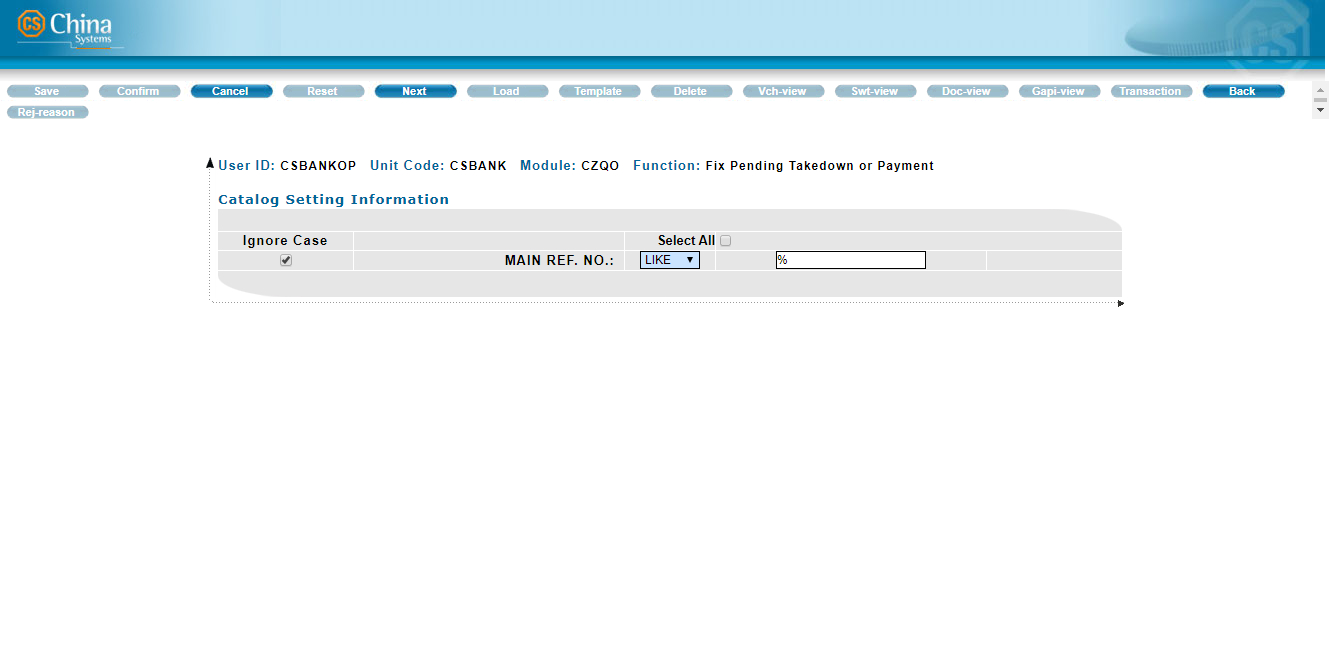 CS China
Systems
CS
Save Confirm Cancel Reset Next Load Template Delete Vch-view Swt-view Doc-view Gapi-view Transaction Back
Rej-reason
User ID: CSBANKOP Unit Code: CSBANK Module: CZQO Function: Fix Pending Takedown or Payment
Catalog Setting Information
Ignore Case Select All
MAIN REF. NO.: LIKE %